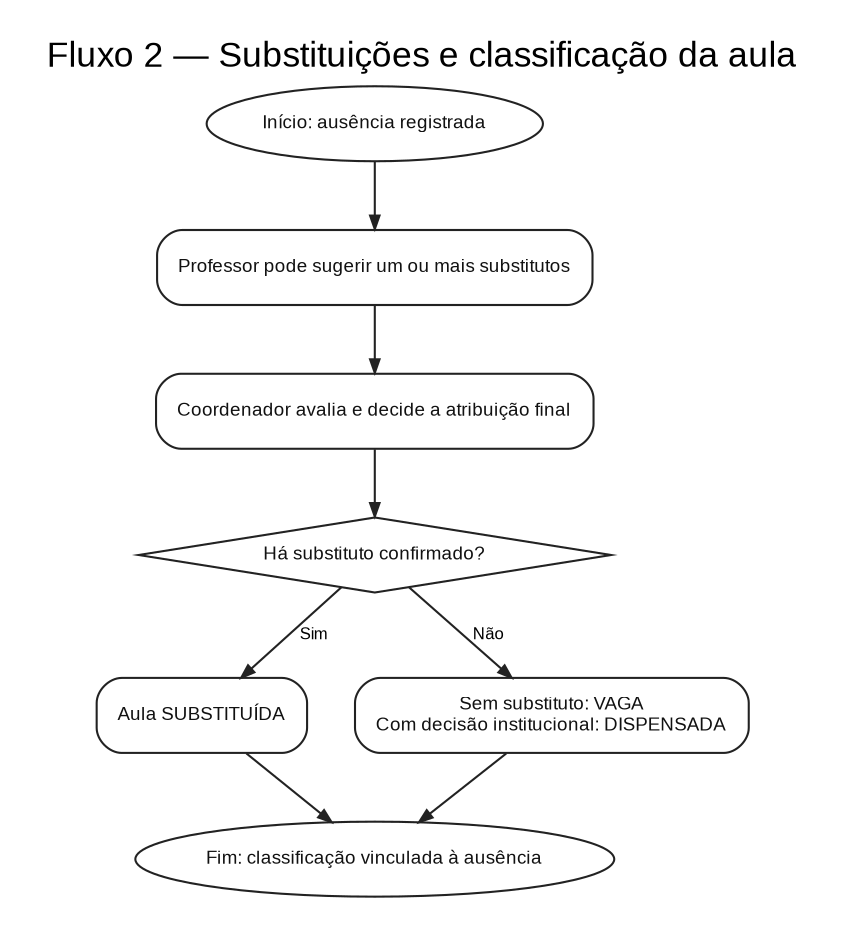 Fluxo 2 — Substituições e classificação da aula
Início: ausência registrada
Professor pode sugerir um ou mais substitutos
Coordenador avalia e decide a atribuição final
Há substituto confirmado?
Sim
Não
Aula SUBSTITUÍDA
Sem substituto: VAGA
Com decisão institucional: DISPENSADA
Fim: classificação vinculada à ausência